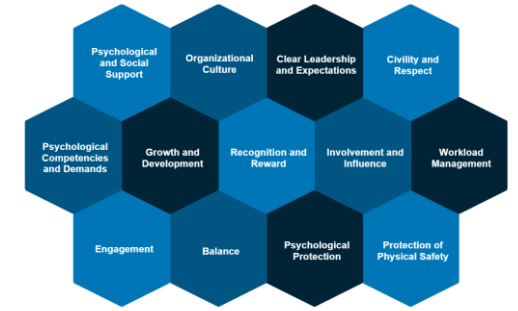 Psychological
and Social
Support
Organizational
Culture
Clear Leadership
and Expectations
Civility and
Respect
Psychological
Competencies
and Demands
Growth and
Development
Recognition and
Reward
Involvement and
Influence
Workload
Management
Engagement
Balance
Psychological
Protection
Protection of
Physical Safety